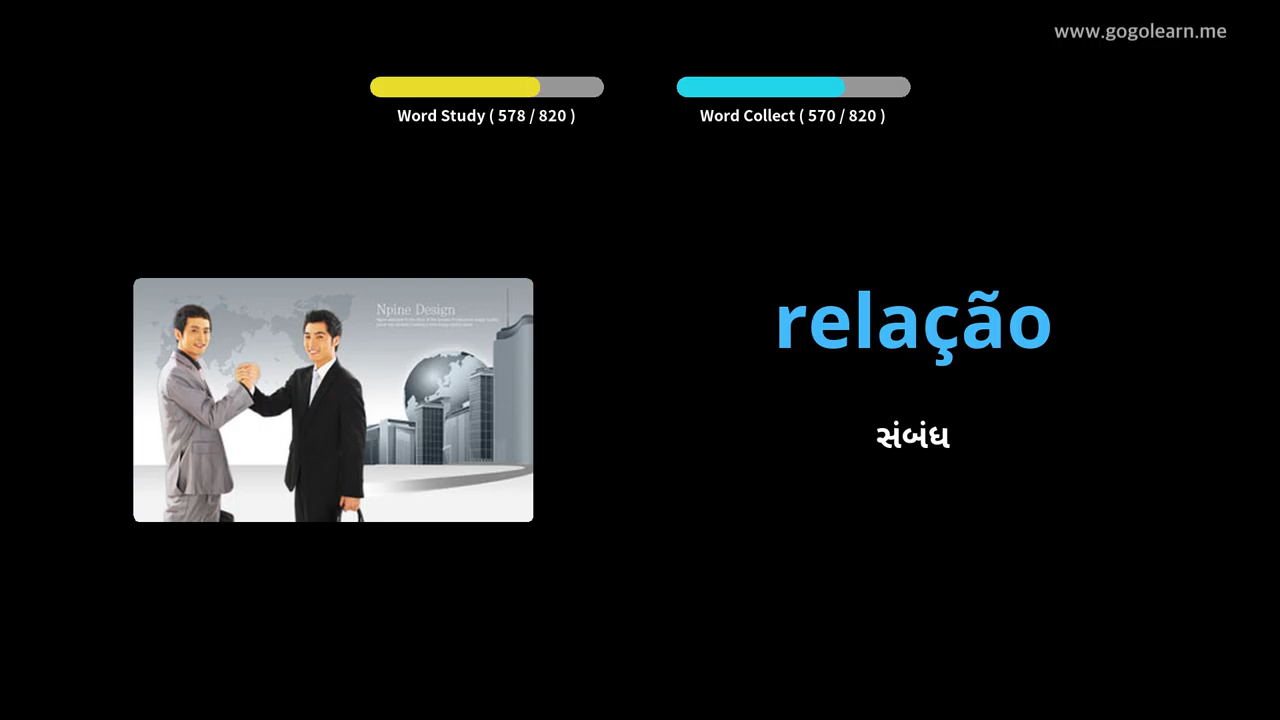 www.gogolearn.me
Word Study ( 578 / 820 )
Word Collect ( 570 / 820 )
Npine Design
relação
સંબંધ